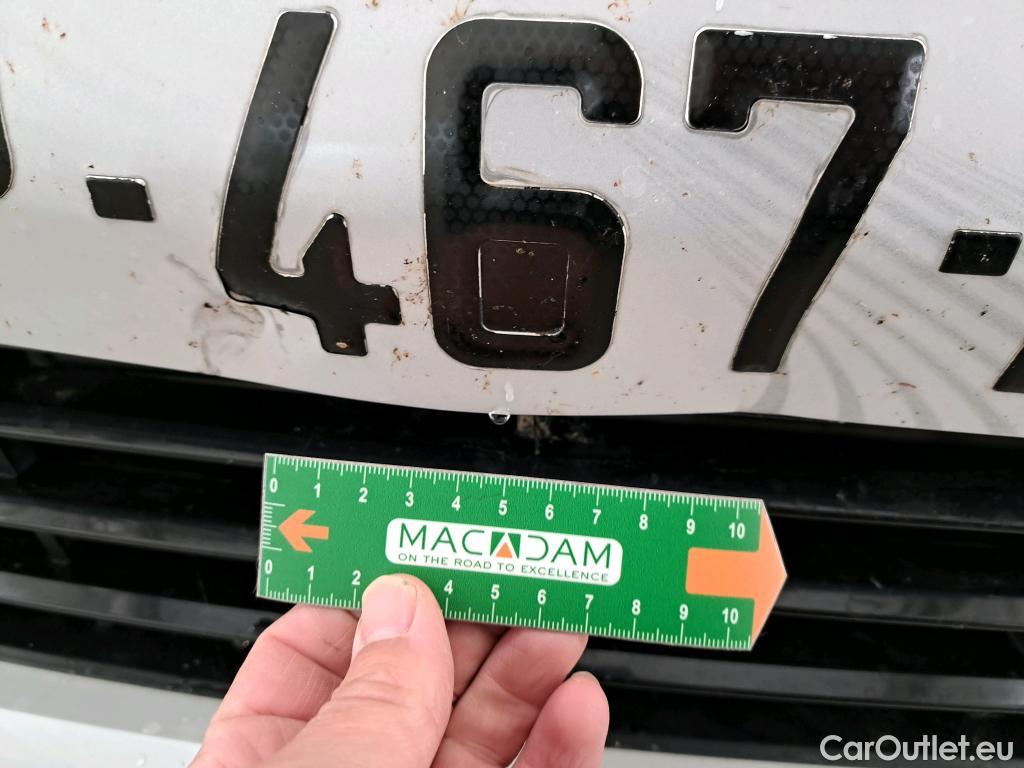 467
0 1 2 3 4 5 6 7 8 9 10
MACADAM
ON THE ROAD TO EXCELLENCE
0 1 2 4 5 6 7 8 9 10
CarOutlet.eu